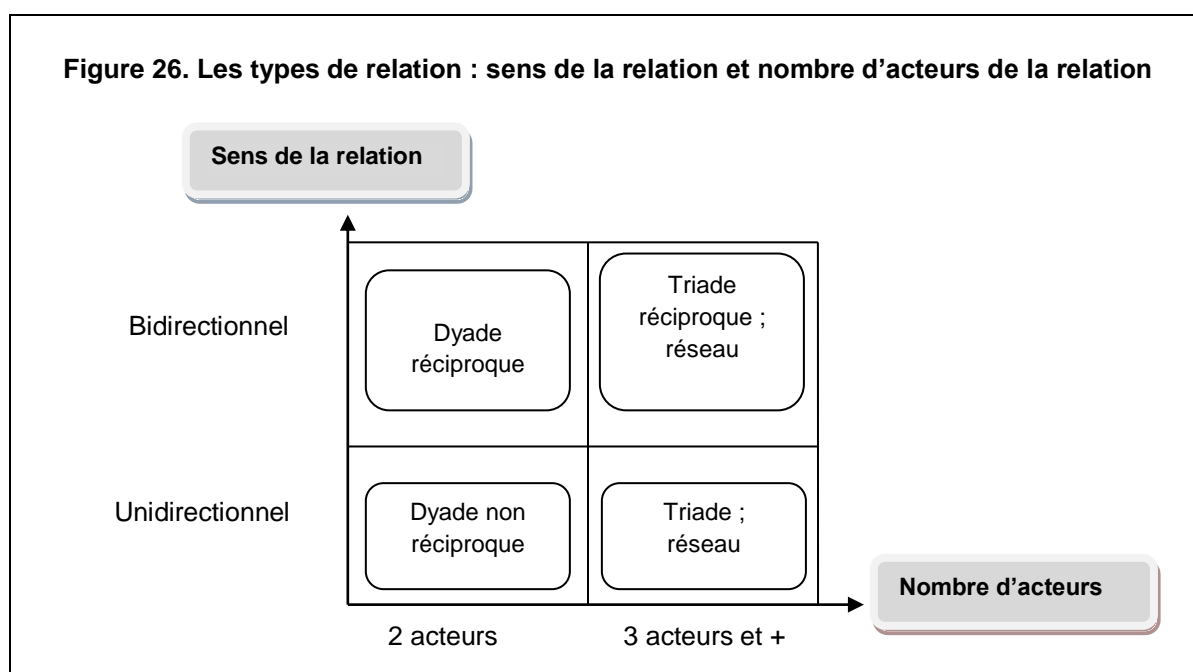 Figure 26. Les types de relation : sens de la relation et nombre d’acteurs de la relation
Sens de la relation
Bidirectionnel
Dyade
réciproque
Triade
réciproque ;
réseau
Unidirectionnel
Dyade non
réciproque
Triade ;
réseau
Nombre d’acteurs
2 acteurs
3 acteurs et +